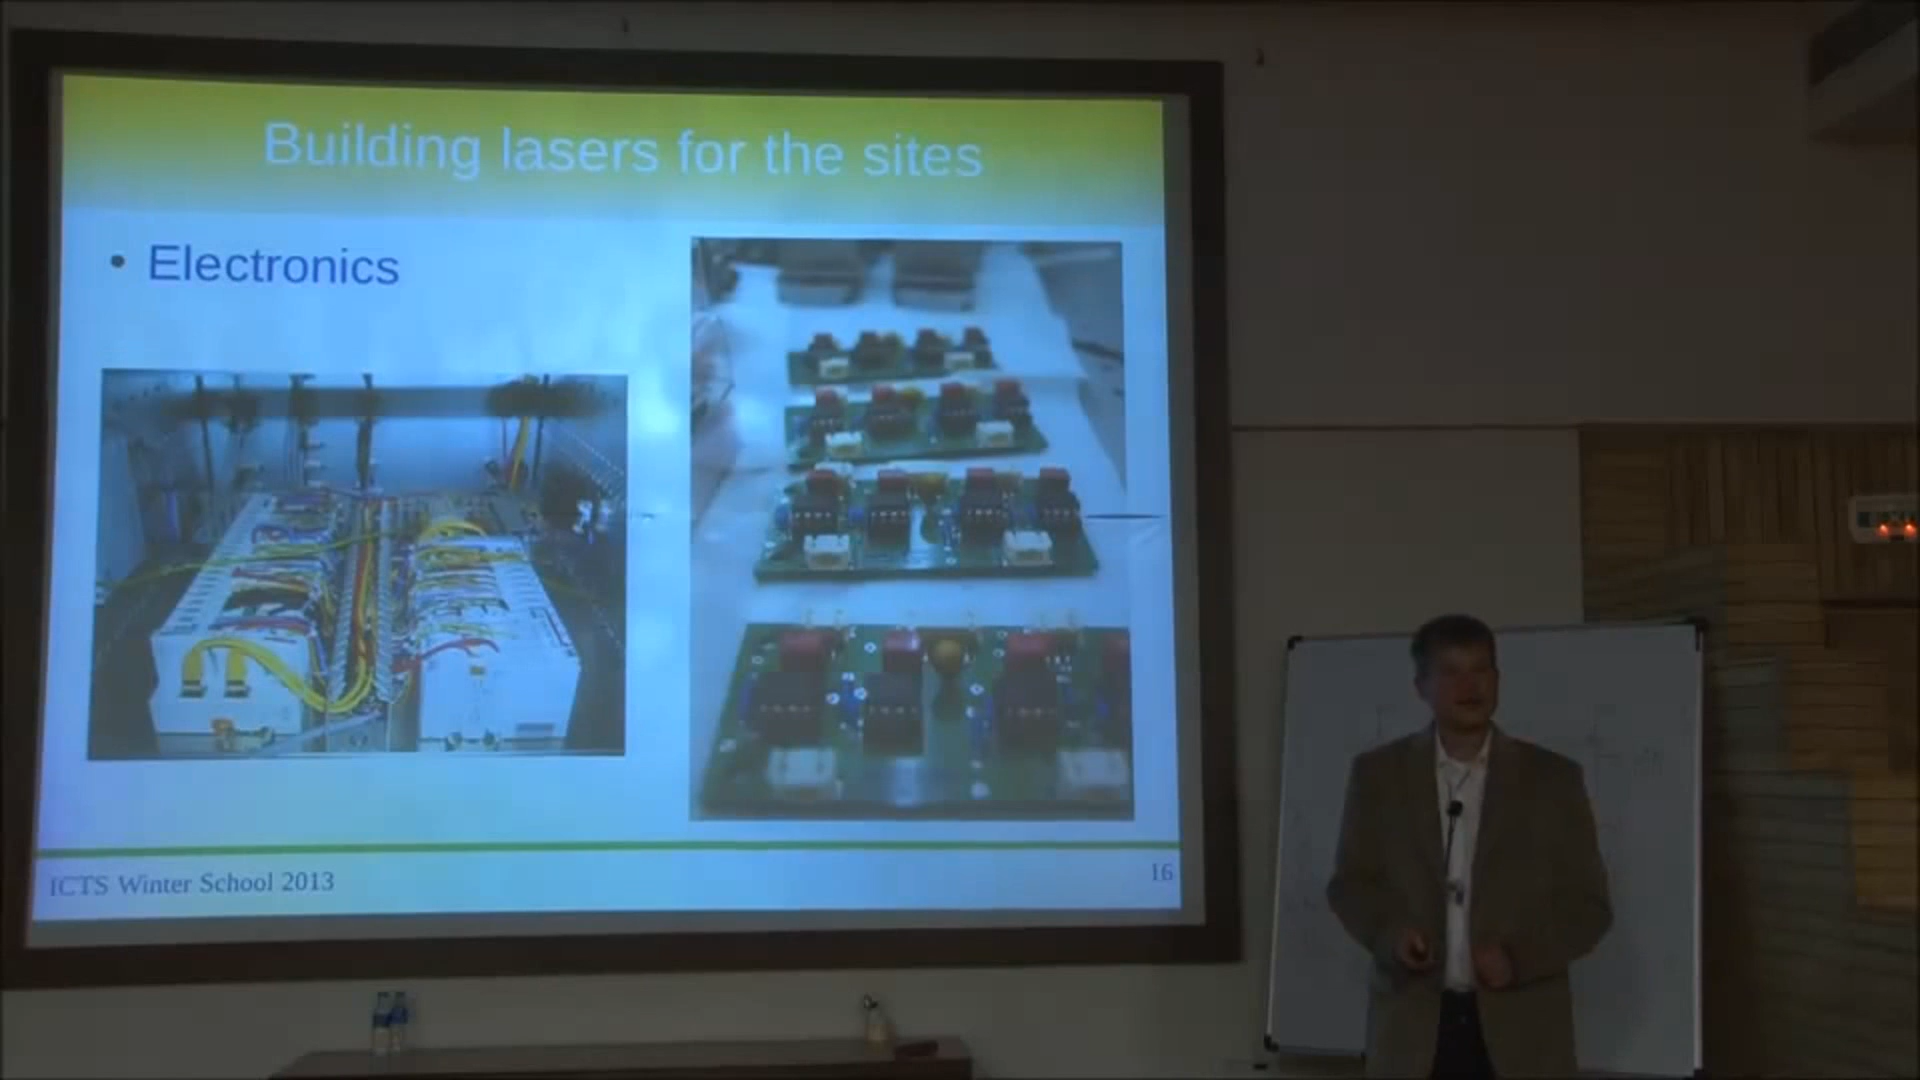 Building lasers for the sites
• Electronics
ICTS Winter School 2013
16